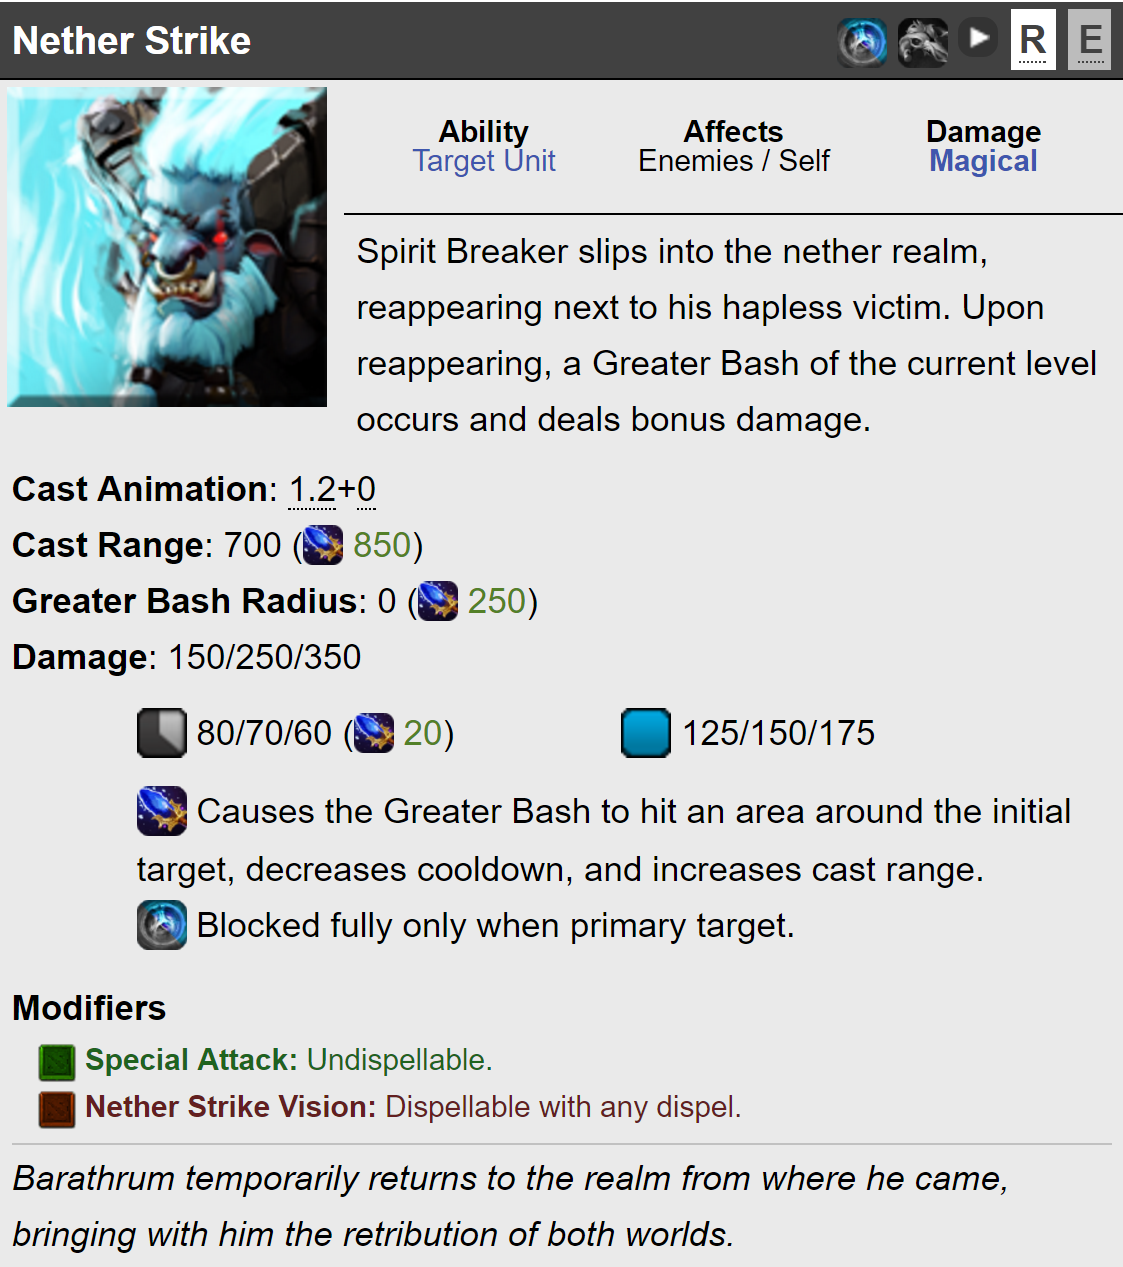 Nether Strike R E
Ability Affects Damage
Target Unit Enemies / Self Magical
Spirit Breaker slips into the nether realm,
reappearing next to his hapless victim. Upon
reappearing, a Greater Bash of the current level
occurs and deals bonus damage.
Cast Animation: 1.2+0
Cast Range: 700 ( 850)
Greater Bash Radius: 0 ( 250)
Damage: 150/250/350
80/70/60 ( 20) 125/150/175
Causes the Greater Bash to hit an area around the initial
target, decreases cooldown, and increases cast range.
Blocked fully only when primary target.
Modifiers
Special Attack: Undispellable.
Nether Strike Vision: Dispellable with any dispel.
Barathrum temporarily returns to the realm from where he came,
bringing with him the retribution of both worlds.